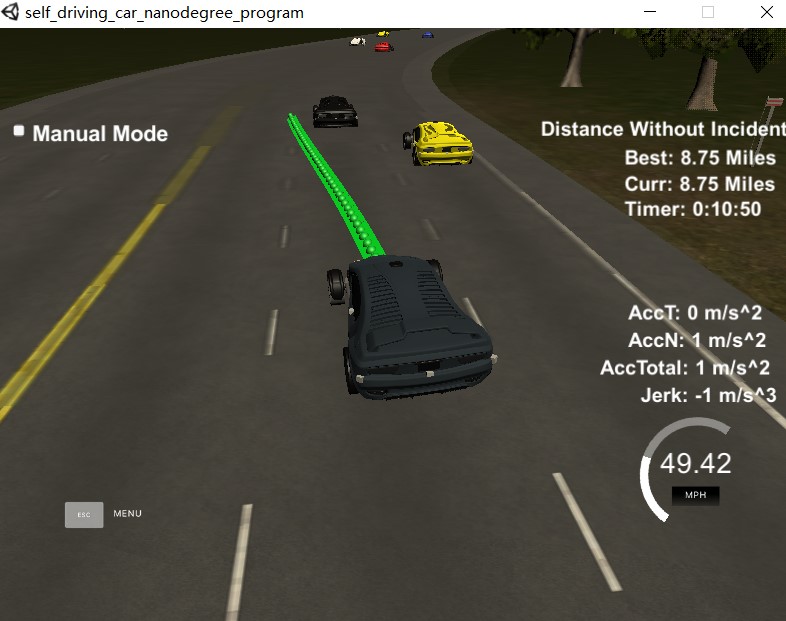 self_driving_car_nanodegree_program
Manual Mode
Distance Without Incident
Best: 8.75 Miles
Curr: 8.75 Miles
Timer: 0:10:50
AccT: 0 m/s^2
AccN: 1 m/s^2
AccTotal: 1 m/s^2
Jerk: -1 m/s^3
49.42
MPH
ESC MENU